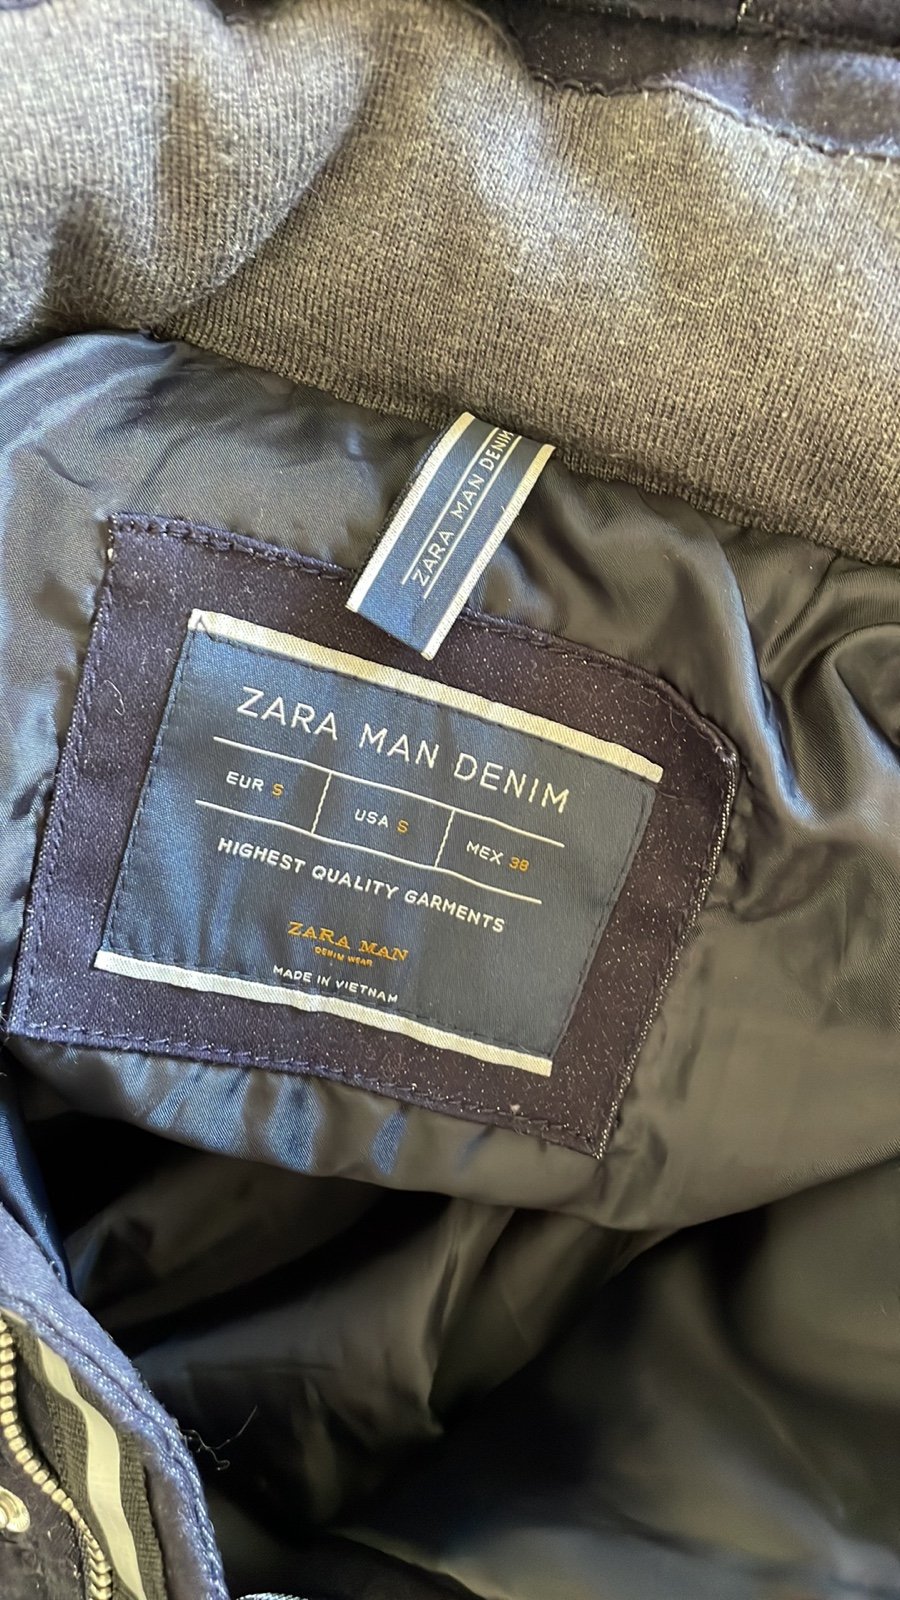 ZARA MAN DENIM
ZARA MAN DENIM
EUR S USA S MEX 38
HIGHEST QUALITY GARMENTS
ZARA MAN
DENIM WEAR
MADE IN VIETNAM